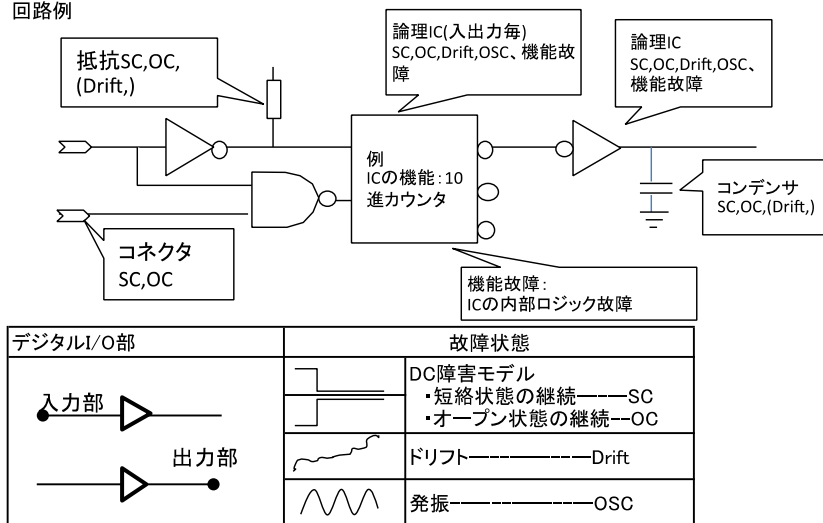 回路例
抵抗SC,OC,
(Drift,)
論理IC(入出力毎)
SC,OC,Drift,OSC、機能故
障
論理IC
SC,OC,Drift,OSC、
機能故障
例
ICの機能:10
進カウンタ
コンデンサ
SC,OC,(Drift,)
コネクタ
SC,OC
機能故障:
ICの内部ロジック故障
デジタルI/O部
故障状態
入力部
出力部
DC障害モデル
・短絡状態の継続----SC
・オープン状態の継続--OC
ドリフト----------Drift
発振------------OSC